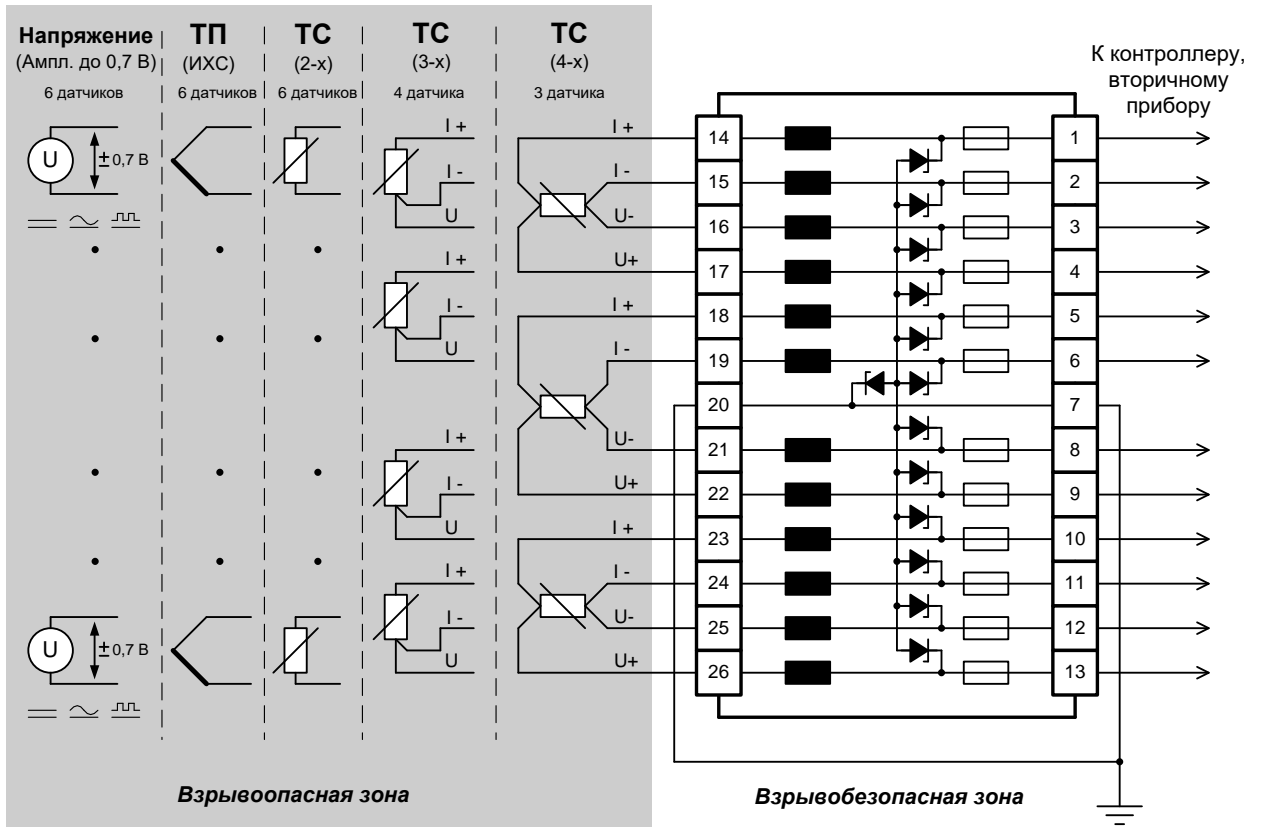 Напряжение
(Ампл. до 0,7 В)
6 датчиков
ТП
(ИХС)
6 датчиков
ТС
(2-х)
6 датчиков
ТС
(3-х)
4 датчика
ТС
(4-х)
3 датчика
К контроллеру,
вторичному
прибору
U
± 0,7 В
U
± 0,7 В
I +
I -
U
I +
I -
U
I +
I -
U
I +
I -
U
I +
I -
U-
U+
I +
I -
U-
U+
I +
I -
U-
U+
14
15
16
17
18
19
20
21
22
23
24
25
26
1
2
3
4
5
6
7
8
9
10
11
12
13
Взрывоопасная зона
Взрывобезопасная зона